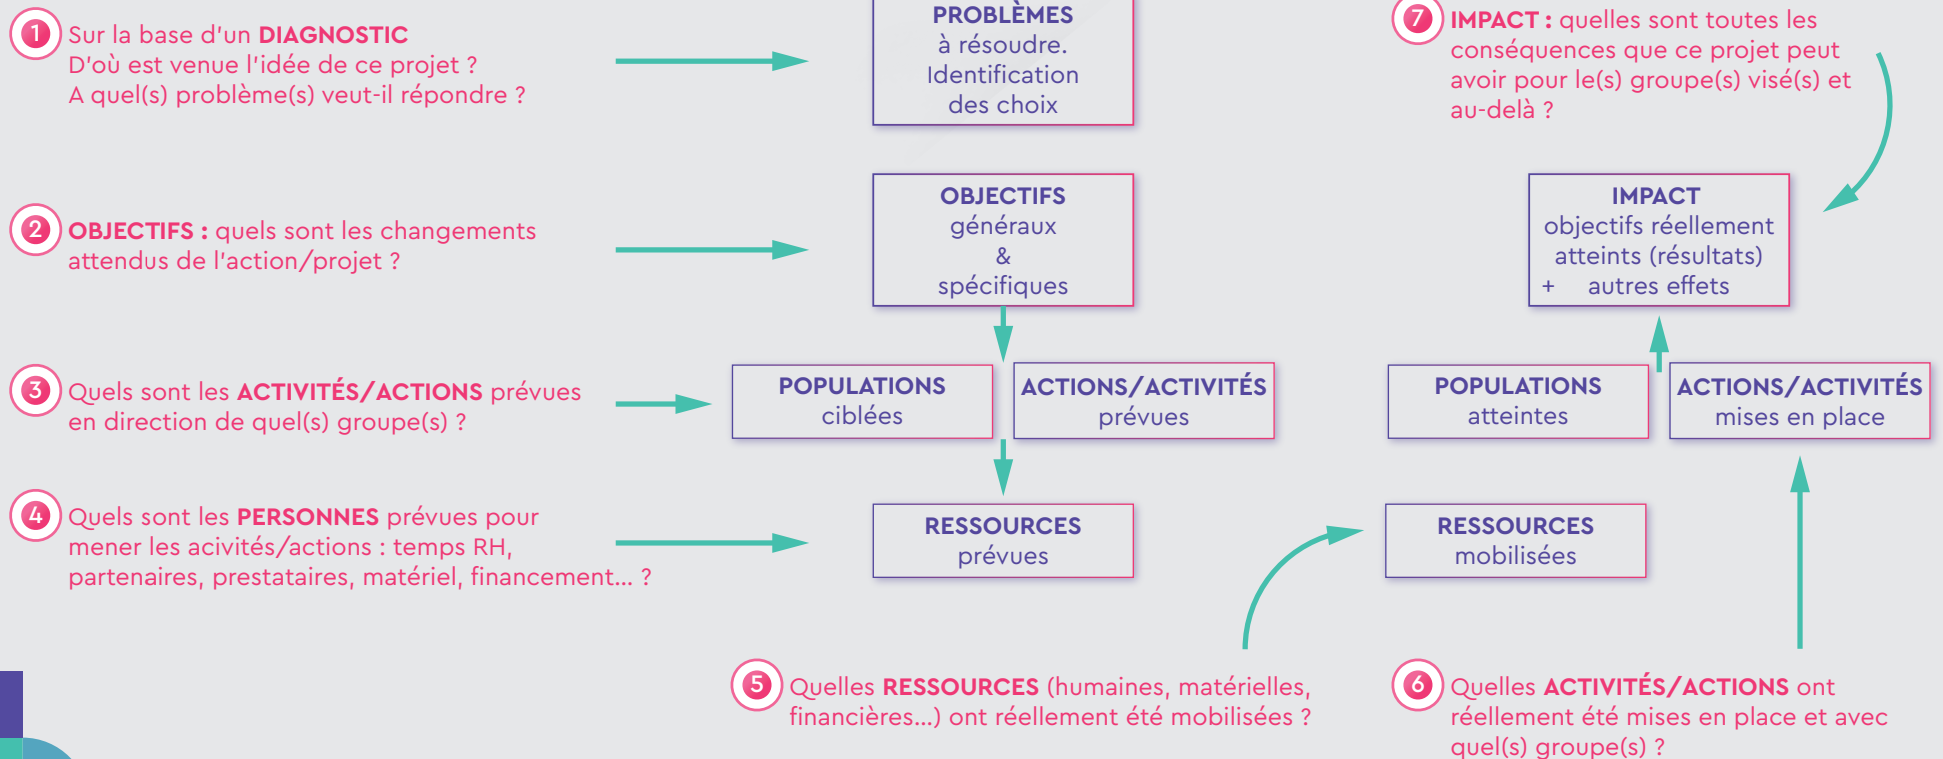 1 Sur la base d'un DIAGNOSTIC
D'où est venue l'idée de ce projet ?
A quel(s) problème(s) veut-il répondre ?
PROBLÈMES
à résoudre.
Identification
des choix
2 OBJECTIFS : quels sont les changements
attendus de l'action/projet ?
OBJECTIFS
généraux
&
spécifiques
3 Quels sont les ACTIVITÉS/ACTIONS prévues
en direction de quel(s) groupe(s) ?
POPULATIONS
ciblées
ACTIONS/ACTIVITÉS
prévues
4 Quels sont les PERSONNES prévues pour
mener les acivités/actions : temps RH,
partenaires, prestataires, matériel, financement... ?
RESSOURCES
prévues
5 Quelles RESSOURCES (humaines, matérielles,
financières...) ont réellement été mobilisées ?
RESSOURCES
mobilisées
6 Quelles ACTIVITÉS/ACTIONS ont
réellement été mises en place et avec
quel(s) groupe(s) ?
POPULATIONS
atteintes
ACTIONS/ACTIVITÉS
mises en place
7 IMPACT : quelles sont toutes les
conséquences que ce projet peut
avoir pour le(s) groupe(s) visé(s) et
au-delà ?
IMPACT
objectifs réellement
atteints (résultats)
+ autres effets